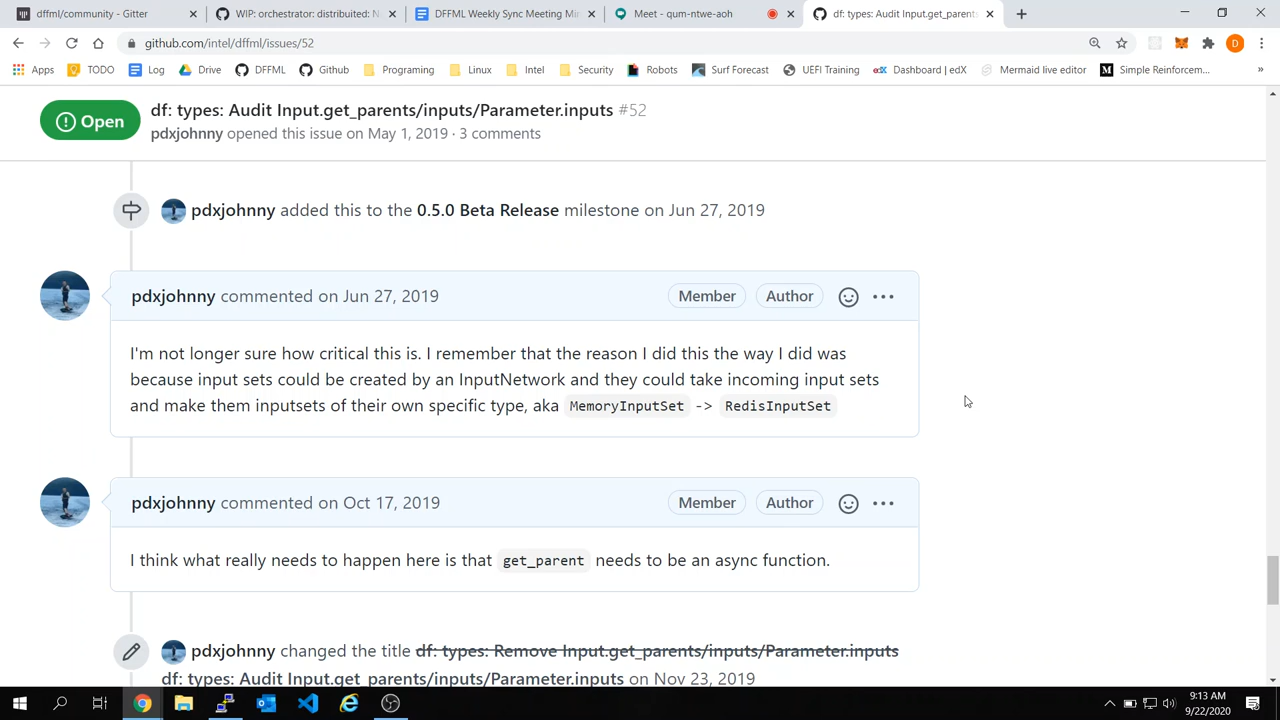 dffml/community - Gitter
WIP: orchestrator: distribuited: N
DFFML Weekly Sync Meeting Min
Meet - qum-ntwe-aoh
df: types: Audit Input.get_parents
github.com/intel/dffml/issues/52
D
Apps
TODO
Log
Drive
DFFML
Github
Programing
Linux
Intel
Security
Robots
Surf Forecast
UEFI Training
Dashboard | edX
Mermaid live editor
Simple Reinforcem...
»
Open
df: types: Audit Input.get_parents/inputs/Parameter.inputs #52
pdxjohnny opened this issue on May 1, 2019 · 3 comments
pdxjohnny added this to the 0.5.0 Beta Release milestone on Jun 27, 2019
pdxjohnny commented on Jun 27, 2019
Member
Author
I'm not longer sure how critical this is. I remember that the reason I did this the way I did was
because input sets could be created by an InputNetwork and they could take incoming input sets
and make them inputsets of their own specific type, aka MemoryInputSet -> RedisInputSet
pdxjohnny commented on Oct 17, 2019
Member
Author
I think what really needs to happen here is that get_parent needs to be an async function.
pdxjohnny changed the title df: types: Remove Input.get_parents/inputs/Parameter.inputs
df: types: Audit Input.get_parents/inputs/Parameter.inputs on Nov 23, 2019
9:13 AM
9/22/2020